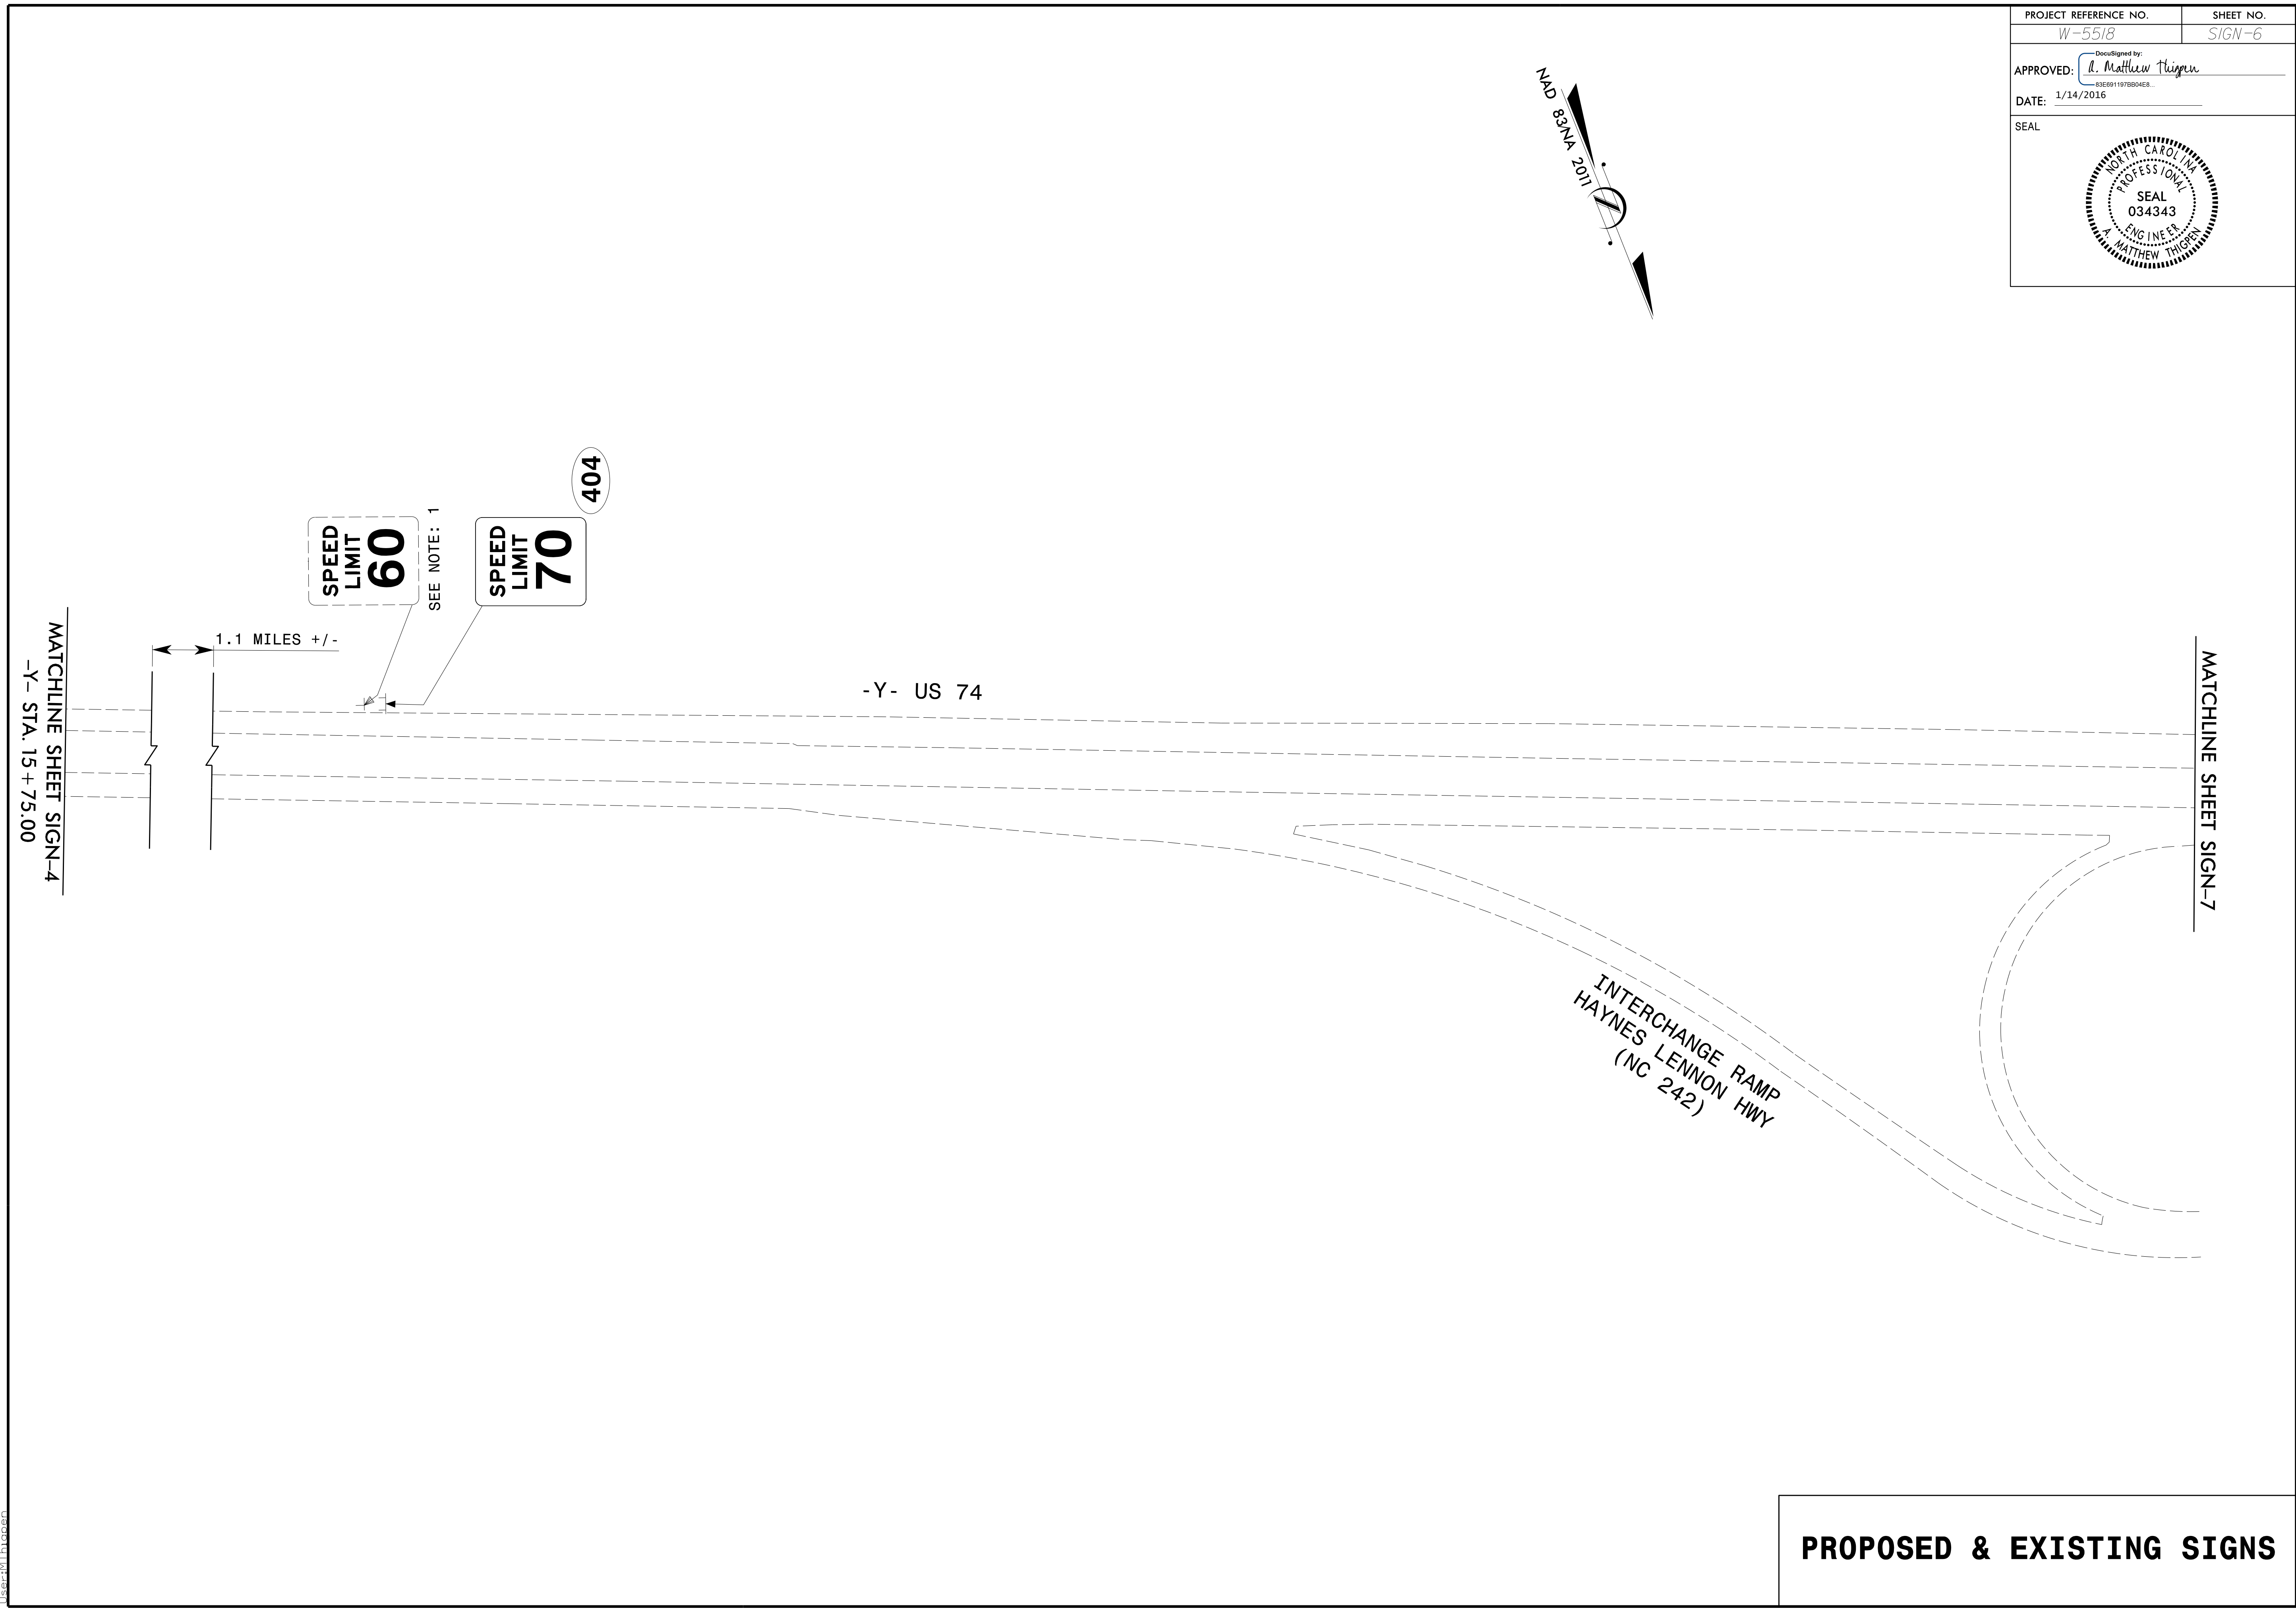 PROJECT REFERENCE NO.
SHEET NO.
W-5518
SIGN-6
DocuSigned by:
APPROVED: A. Matthew Thigpen
83E691197BB04E8...
DATE: 1/14/2016
SEAL
NORTH CAROLINA
PROFESSIONAL
SEAL
034343
ENGINEER
A. MATTHEW THIGPEN
NAD 83/NA 2011
404
SPEED
LIMIT
60
SEE NOTE: 1
SPEED
LIMIT
70
1.1 MILES +/-
MATCHLINE SHEET SIGN-4
-Y- STA. 15+75.00
-Y- US 74
MATCHLINE SHEET SIGN-7
INTERCHANGE RAMP
HAYNES LENNON HWY
(NC 242)
PROPOSED & EXISTING SIGNS